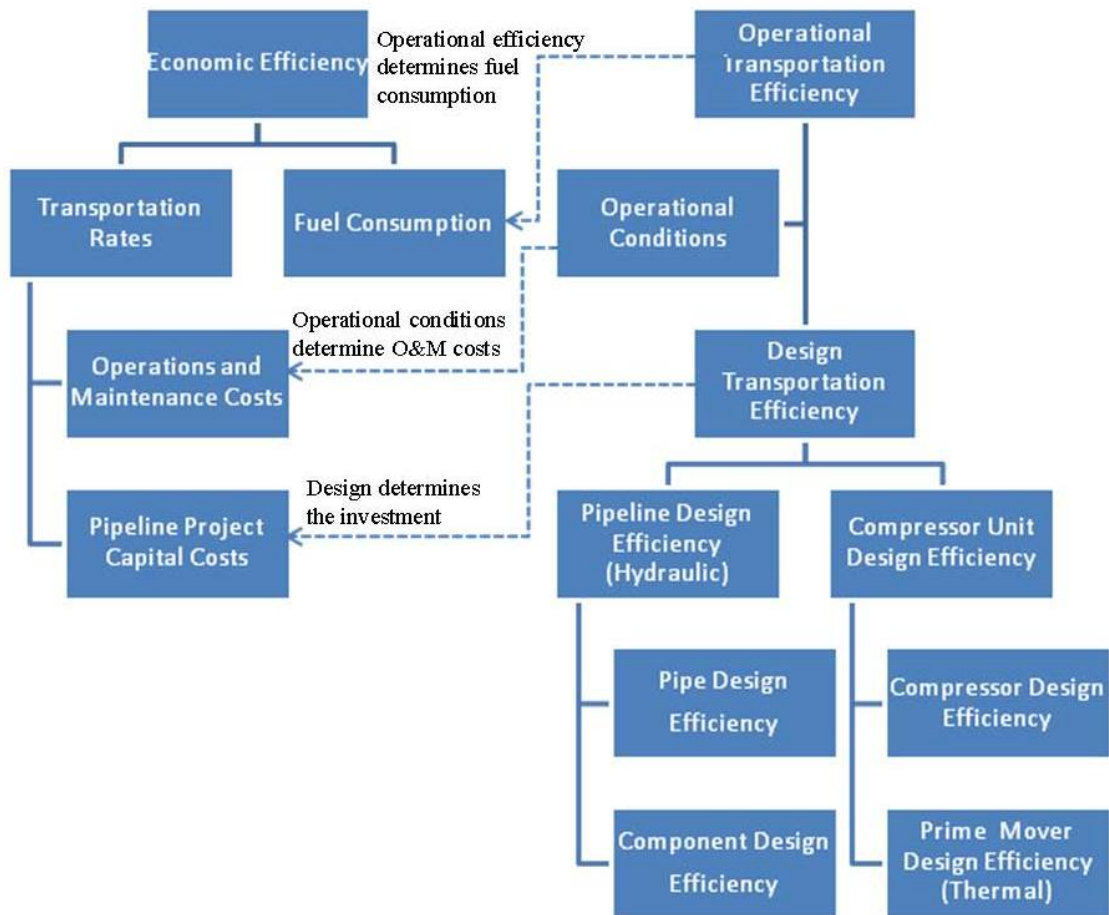 Economic Efficiency
Operational efficiency
determines fuel
consumption
Operational
Transportation
Efficiency
Transportation
Rates
Fuel Consumption
Operational
Conditions
Operational conditions
determine O&M costs
Operations and
Maintenance Costs
Design
Transportation
Efficiency
Design determines
the investment
Pipeline Project
Capital Costs
Pipeline Design
Efficiency
(Hydraulic)
Compressor Unit
Design Efficiency
Pipe Design
Efficiency
Compressor Design
Efficiency
Component Design
Efficiency
Prime Mover
Design Efficiency
(Thermal)